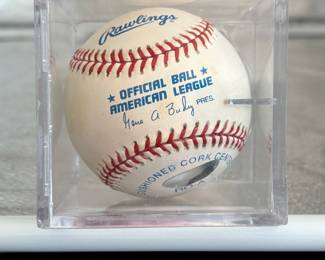 Rawlings
OFFICIAL BALL
AMERICAN LEAGUE
Gene A Budig PRES.
CUSHIONED CORK CENTER